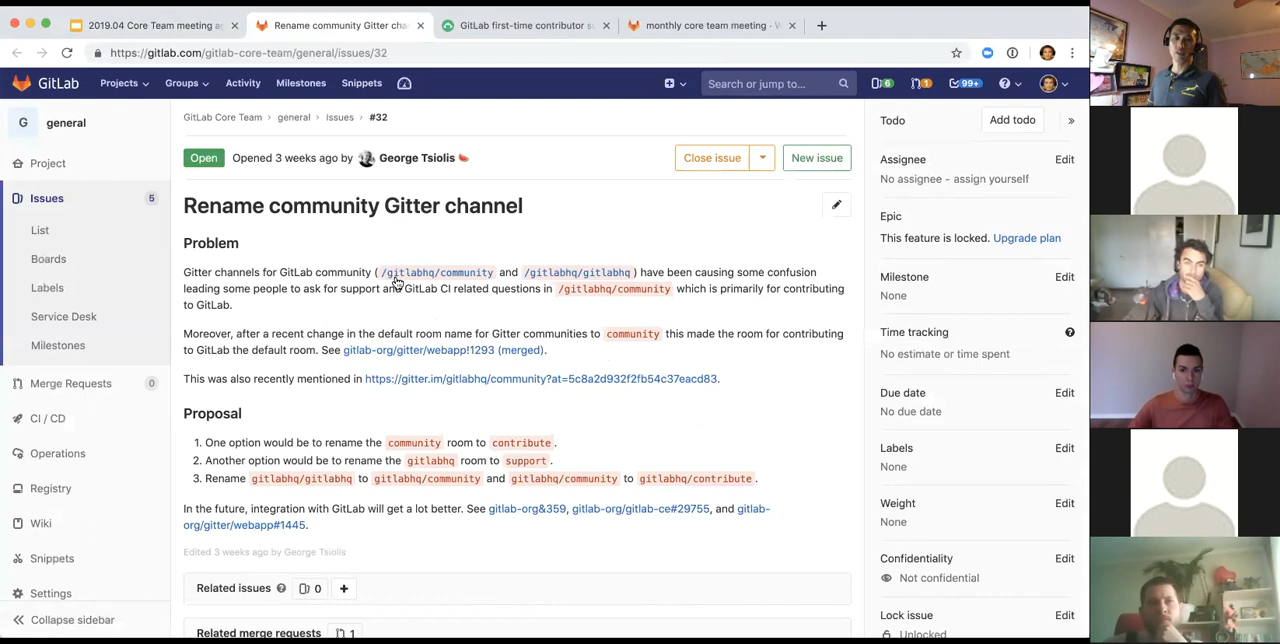 2019.04 Core Team meeting a
Rename community Gitter cha
GitLab first-time contributor s
monthly core team meeting ·
https://gitlab.com/gitlab-core-team/general/issues/32
GitLab Projects Groups Activity Milestones Snippets Search or jump to... 6 1 99+
G general
Project
Issues 5
List
Boards
Labels
Service Desk
Milestones
Merge Requests 0
CI / CD
Operations
Registry
Wiki
Snippets
Settings
Collapse sidebar
GitLab Core Team › general › Issues › #32
Open Opened 3 weeks ago by George Tsiolis Close issue New issue
Rename community Gitter channel
Problem
Gitter channels for GitLab community ( /gitlabhq/community and /gitlabhq/gitlabhq ) have been causing some confusion
leading some people to ask for support and GitLab CI related questions in /gitlabhq/community which is primarily for contributing
to GitLab.
Moreover, after a recent change in the default room name for Gitter communities to community this made the room for contributing
to GitLab the default room. See gitlab-org/gitter/webapp!1293 (merged).
This was also recently mentioned in https://gitter.im/gitlabhq/community?at=5c8a2d932f2fb54c37eacd83.
Proposal
1. One option would be to rename the community room to contribute.
2. Another option would be to rename the gitlabhq room to support.
3. Rename gitlabhq/gitlabhq to gitlabhq/community and gitlabhq/community to gitlabhq/contribute.
In the future, integration with GitLab will get a lot better. See gitlab-org&359, gitlab-org/gitlab-ce#29755, and gitlab-
org/gitter/webapp#1445.
Edited 3 weeks ago by George Tsiolis
Related issues 0
Related merge requests 1
Todo Add todo »
Assignee Edit
No assignee - assign yourself
Epic
This feature is locked. Upgrade plan
Milestone Edit
None
Time tracking
No estimate or time spent
Due date Edit
No due date
Labels Edit
None
Weight Edit
None
Confidentiality Edit
Not confidential
Lock issue Edit
Unlocked